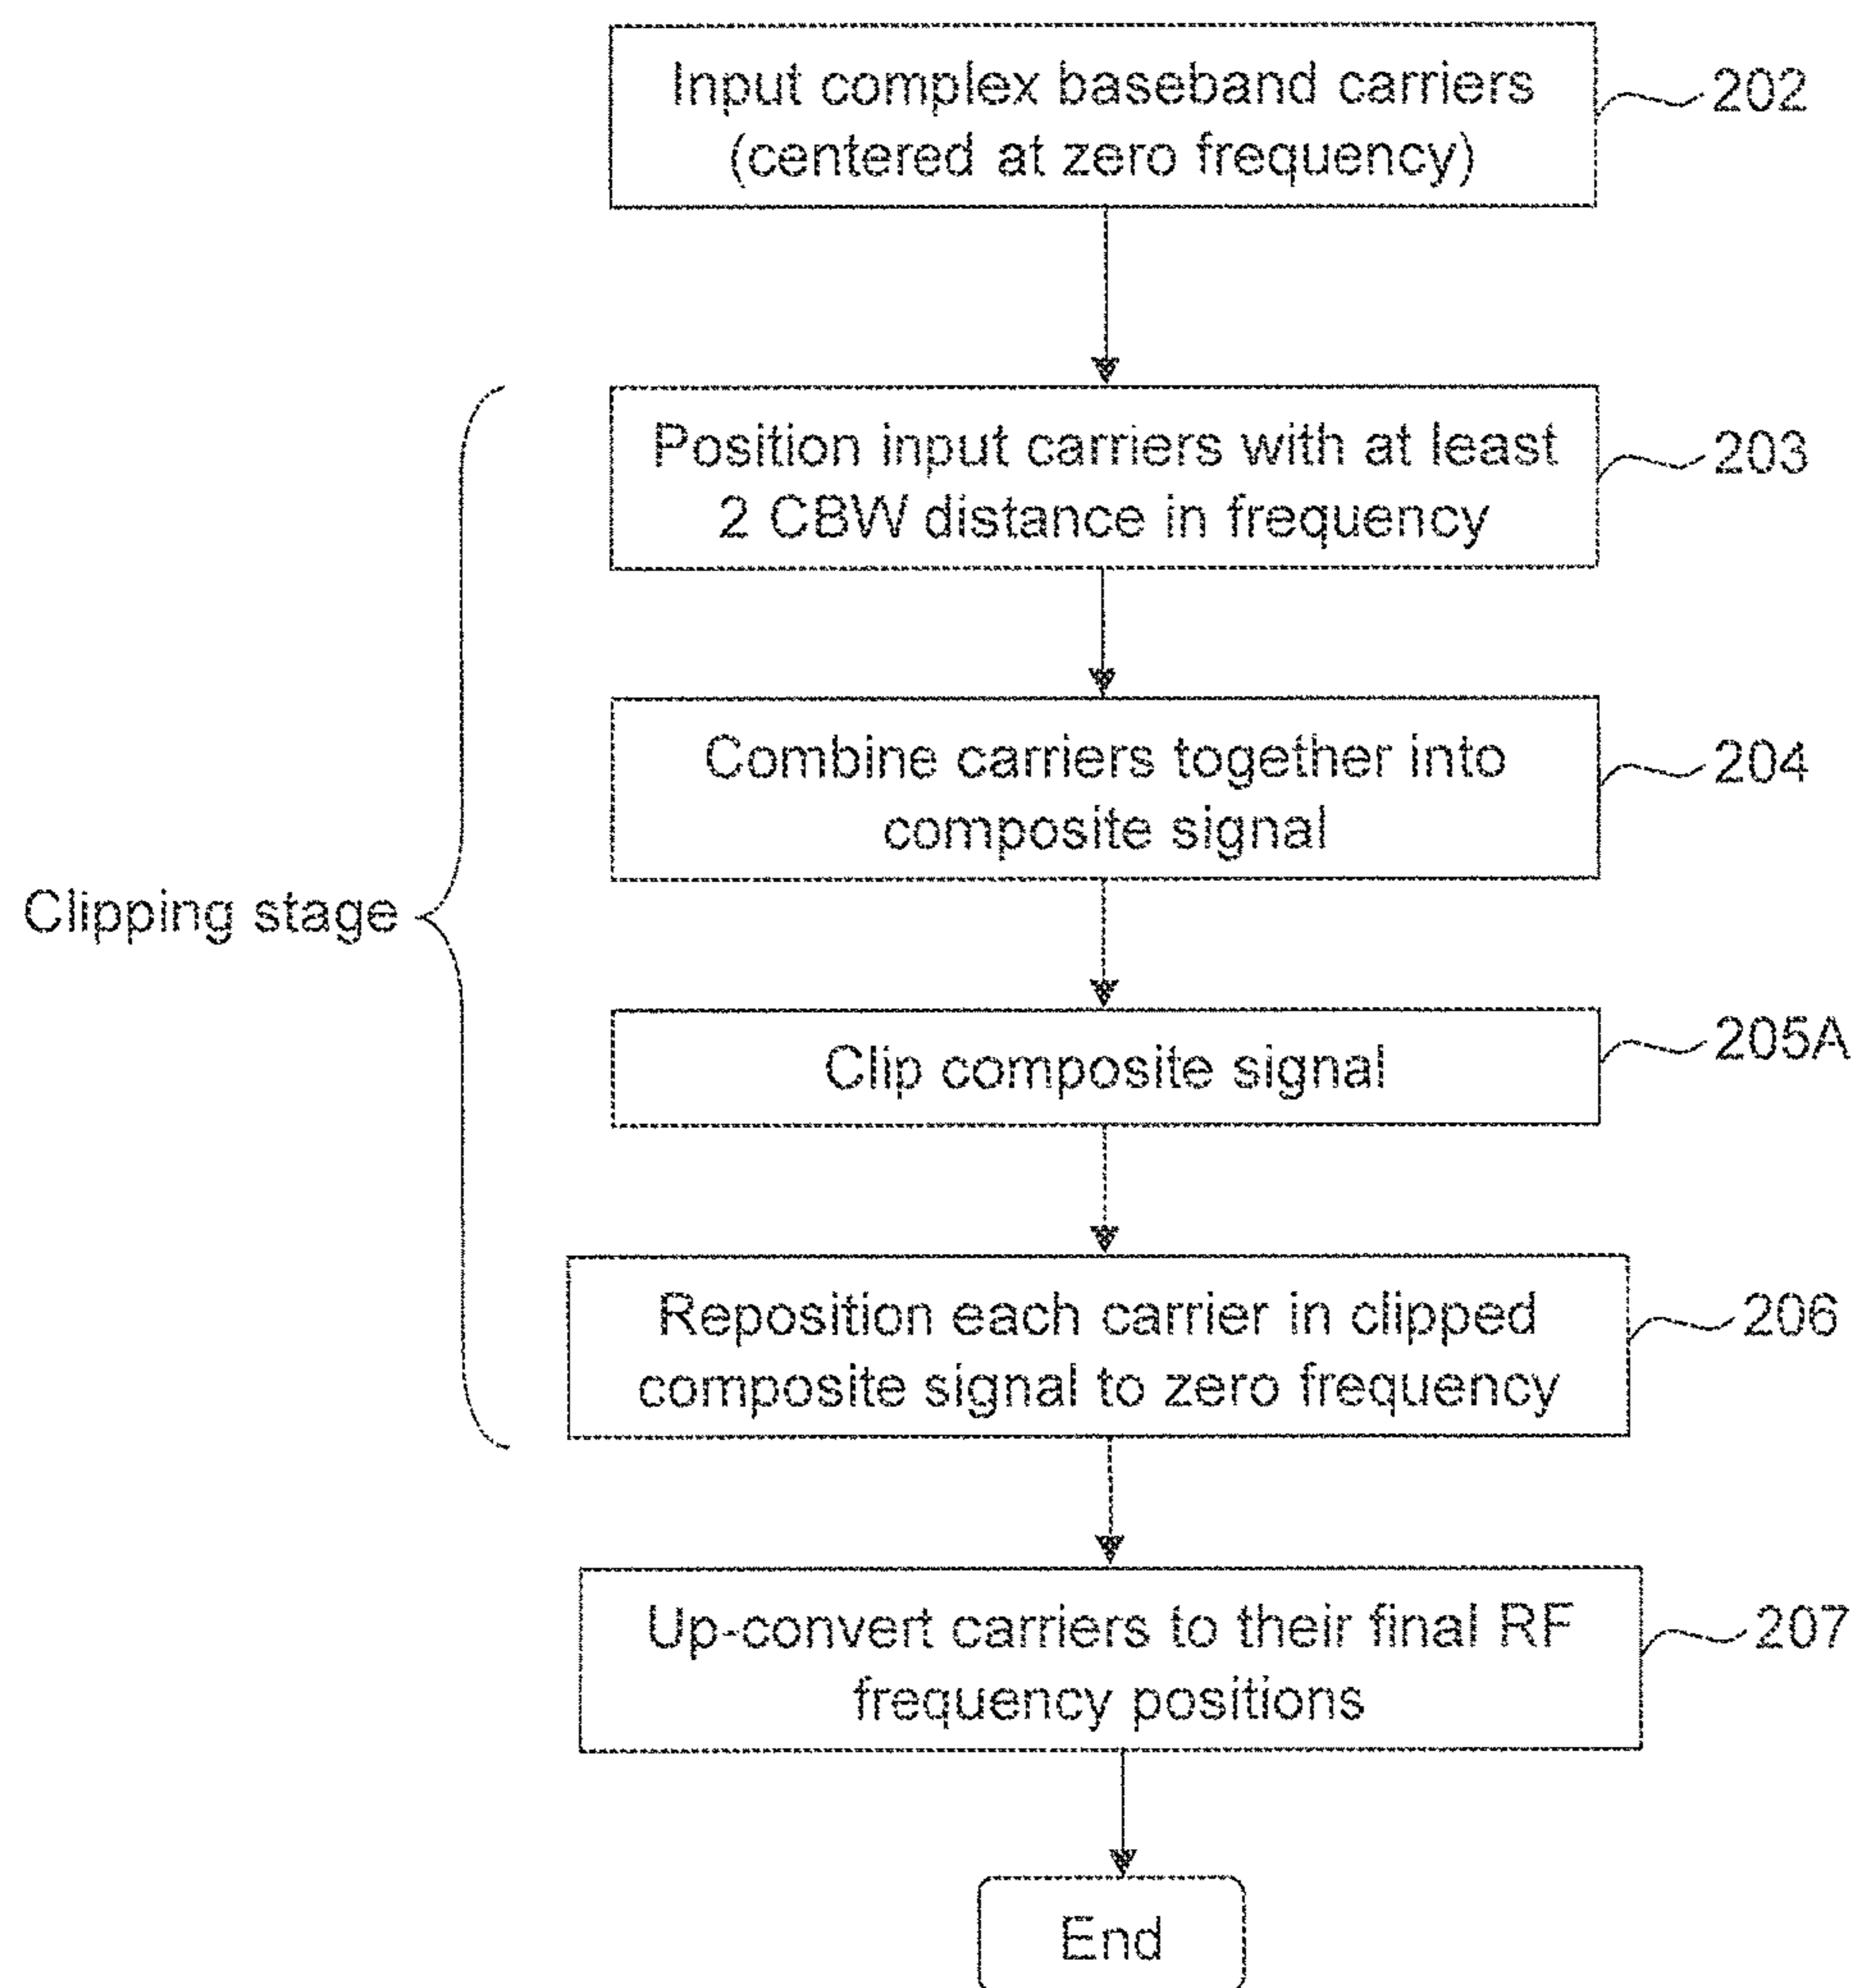 Input complex baseband carriers
(centered at zero frequency)
202
Position input carriers with at least
2 CBW distance in frequency
203
Combine carriers together into
composite signal
204
Clipping stage
Clip composite signal
205A
Reposition each carrier in clipped
composite signal to zero frequency
206
Up-convert carriers to their final RF
frequency positions
207
End